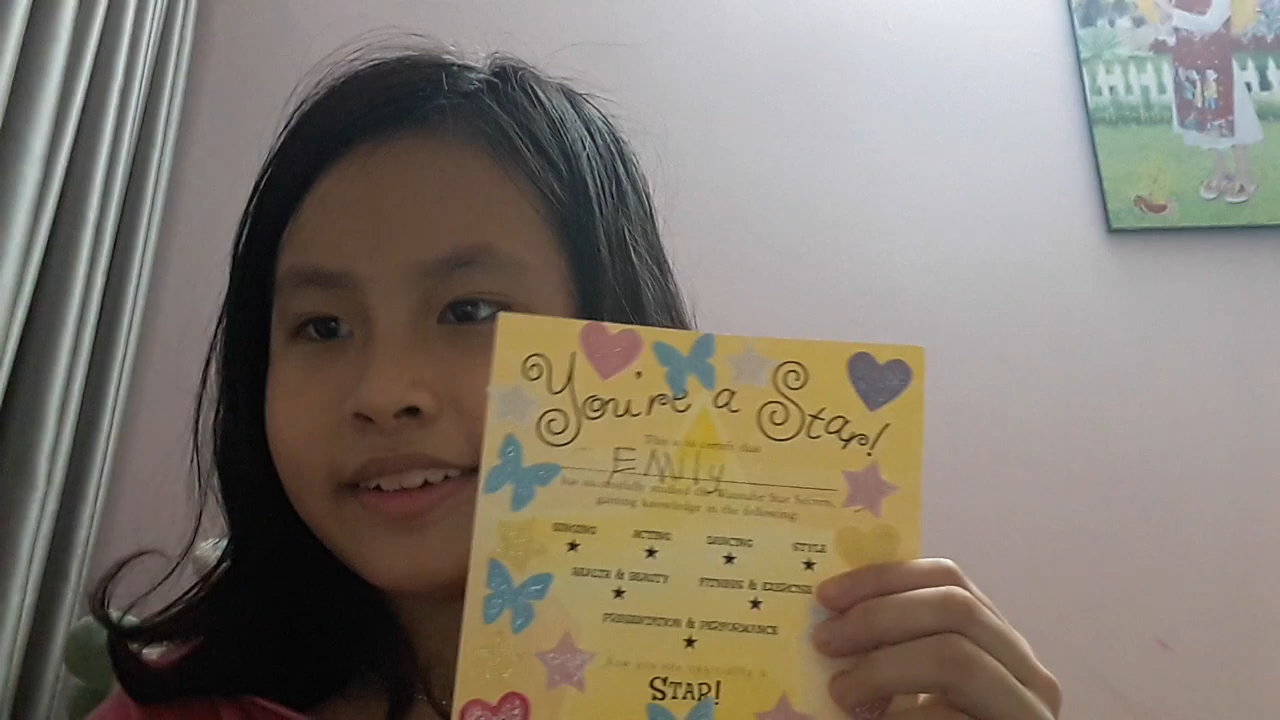 You're a Star!
This is to certify that
EMIly
has successfully studied the Wannabe Star Secrets,
gaining knowledge in the following:
SINGING ACTING DANCING STYLE
HEALTH & BEAUTY FITNESS & EXERCISE
PRESENTATION & PERFORMANCE
STAR!